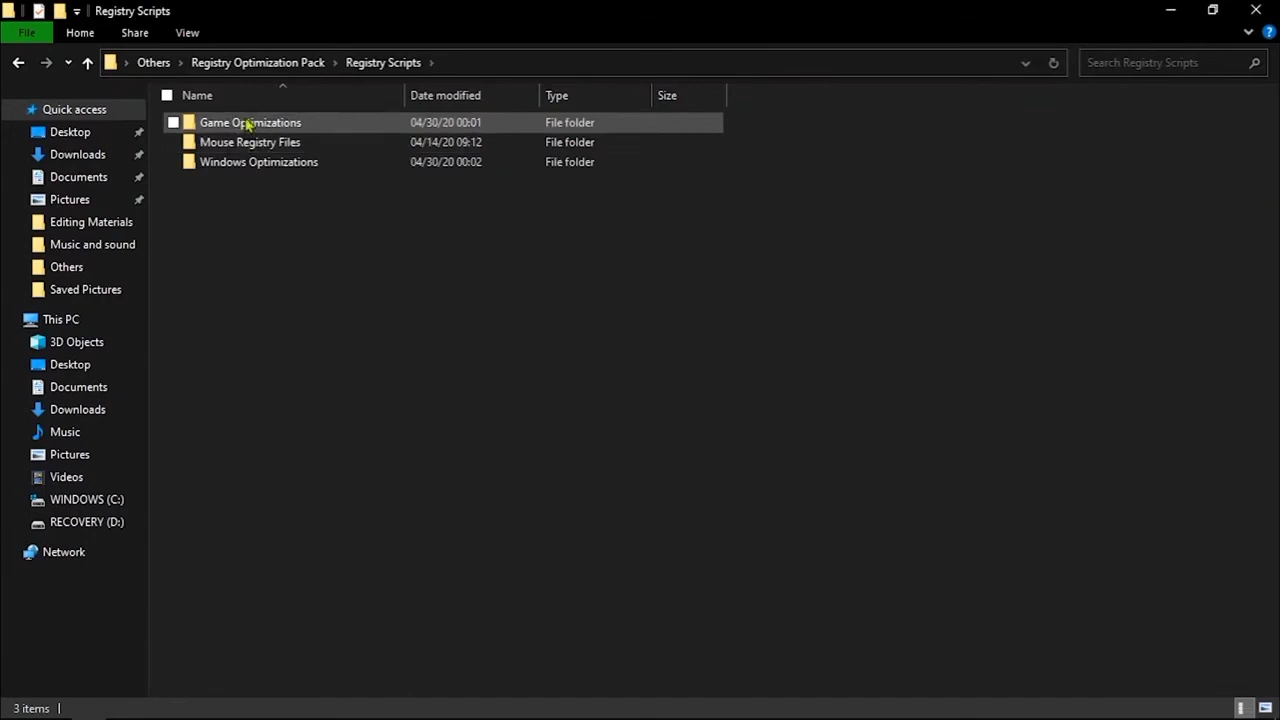 Registry Scripts
File Home Share View
Others Registry Optimization Pack Registry Scripts
Search Registry Scripts
Name Date modified Type Size
Game Optimizations 04/30/20 00:01 File folder
Mouse Registry Files 04/14/20 09:12 File folder
Windows Optimizations 04/30/20 00:02 File folder
Quick access
Desktop
Downloads
Documents
Pictures
Editing Materials
Music and sound
Others
Saved Pictures
This PC
3D Objects
Desktop
Documents
Downloads
Music
Pictures
Videos
WINDOWS (C:)
RECOVERY (D:)
Network
3 items